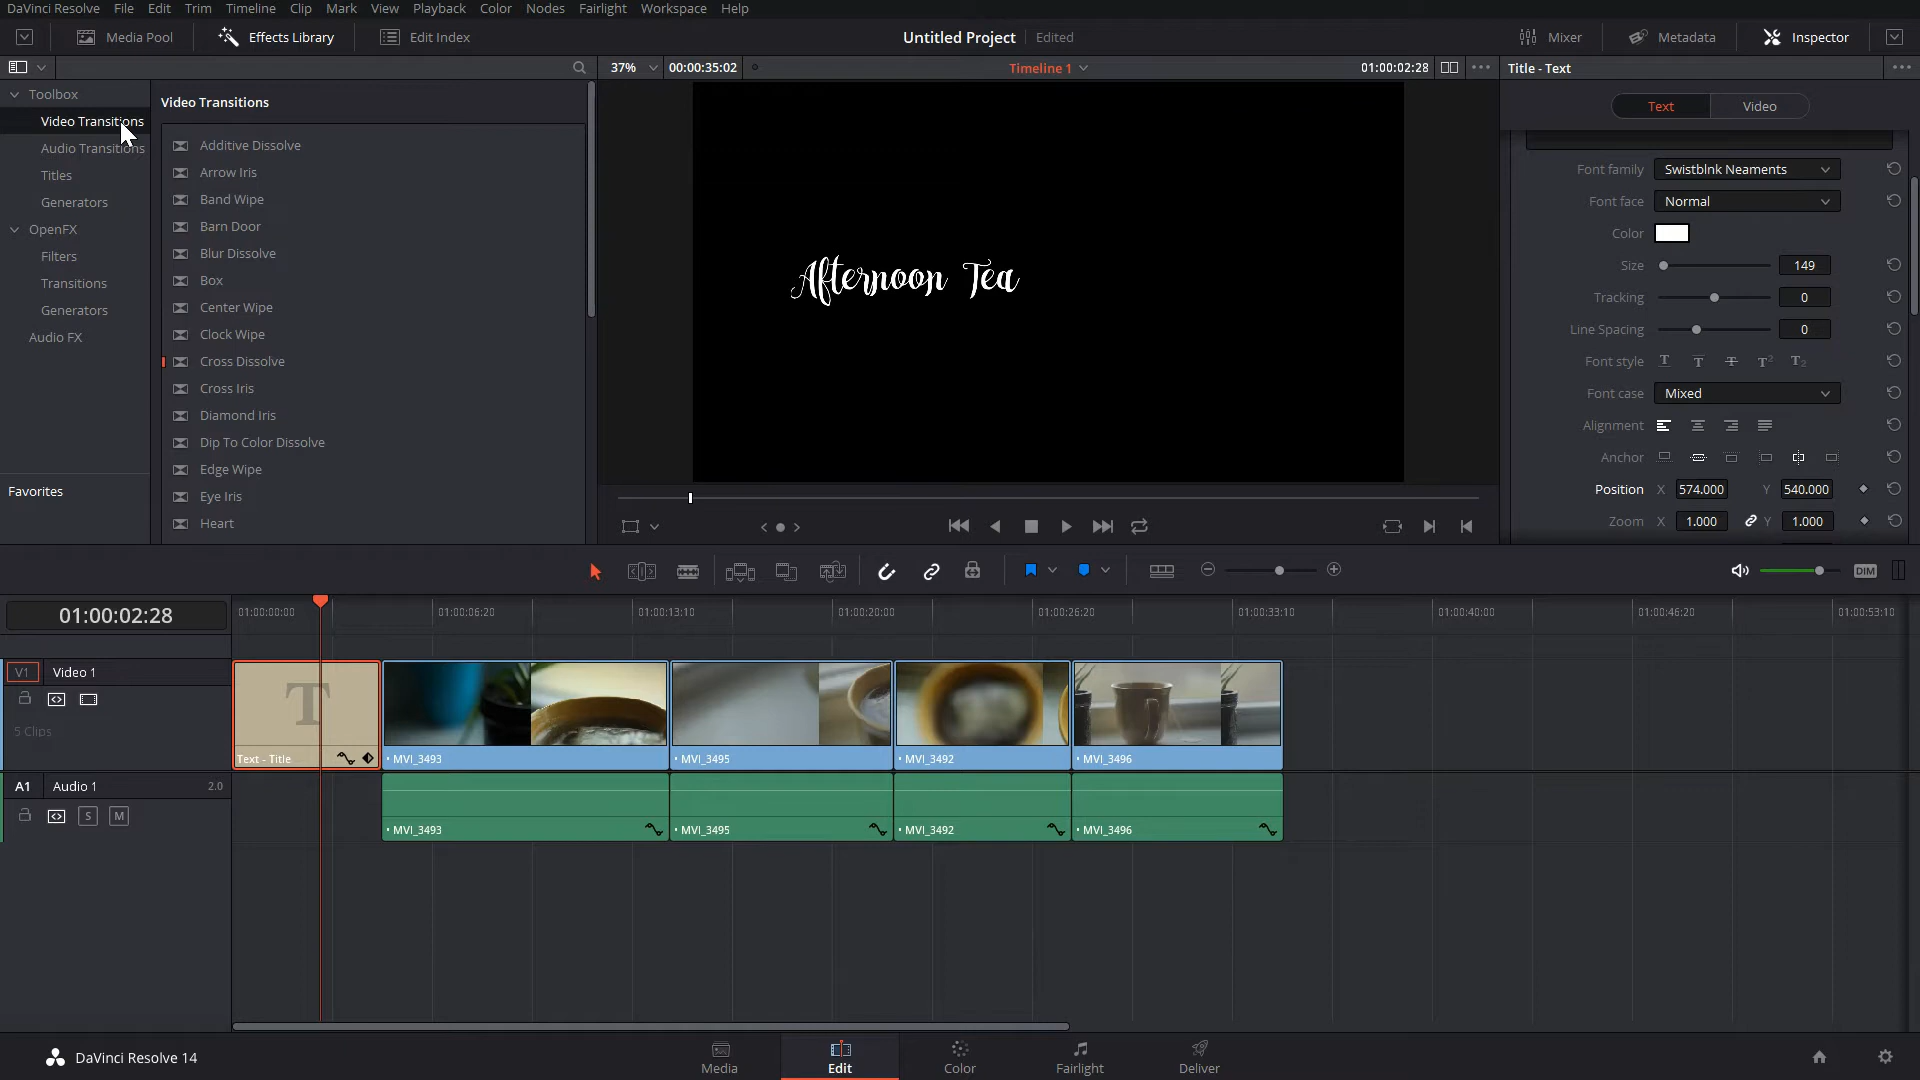 DaVinci Resolve File Edit Trim Timeline Clip Mark View Playback Color Nodes Fairlight Workspace Help
Media Pool Effects Library Edit Index Untitled Project Edited Mixer Metadata Inspector
37% 00:00:35:02 Timeline 1 01:00:02:28 Title - Text
Toolbox
Video Transitions
Audio Transitions
Titles
Generators
OpenFX
Filters
Transitions
Generators
Audio FX
Favorites
Video Transitions
Additive Dissolve
Arrow Iris
Band Wipe
Barn Door
Blur Dissolve
Box
Center Wipe
Clock Wipe
Cross Dissolve
Cross Iris
Diamond Iris
Dip To Color Dissolve
Edge Wipe
Eye Iris
Heart
Afternoon Tea
Text Video
Font family Swistblnk Neaments
Font face Normal
Color
Size 149
Tracking 0
Line Spacing 0
Font style T T T T2 T2
Font case Mixed
Alignment
Anchor
Position X 574.000 Y 540.000
Zoom X 1.000 Y 1.000
DIM
01:00:02:28 01:00:00:00 01:00:06:20 01:00:13:10 01:00:20:00 01:00:26:20 01:00:33:10 01:00:40:00 01:00:46:20 01:00:53:10
V1 Video 1
5 Clips
T
Text - Title MVI_3493 MVI_3495 MVI_3492 MVI_3496
A1 Audio 1 2.0
S M
MVI_3493 MVI_3495 MVI_3492 MVI_3496
DaVinci Resolve 14 Media Edit Color Fairlight Deliver